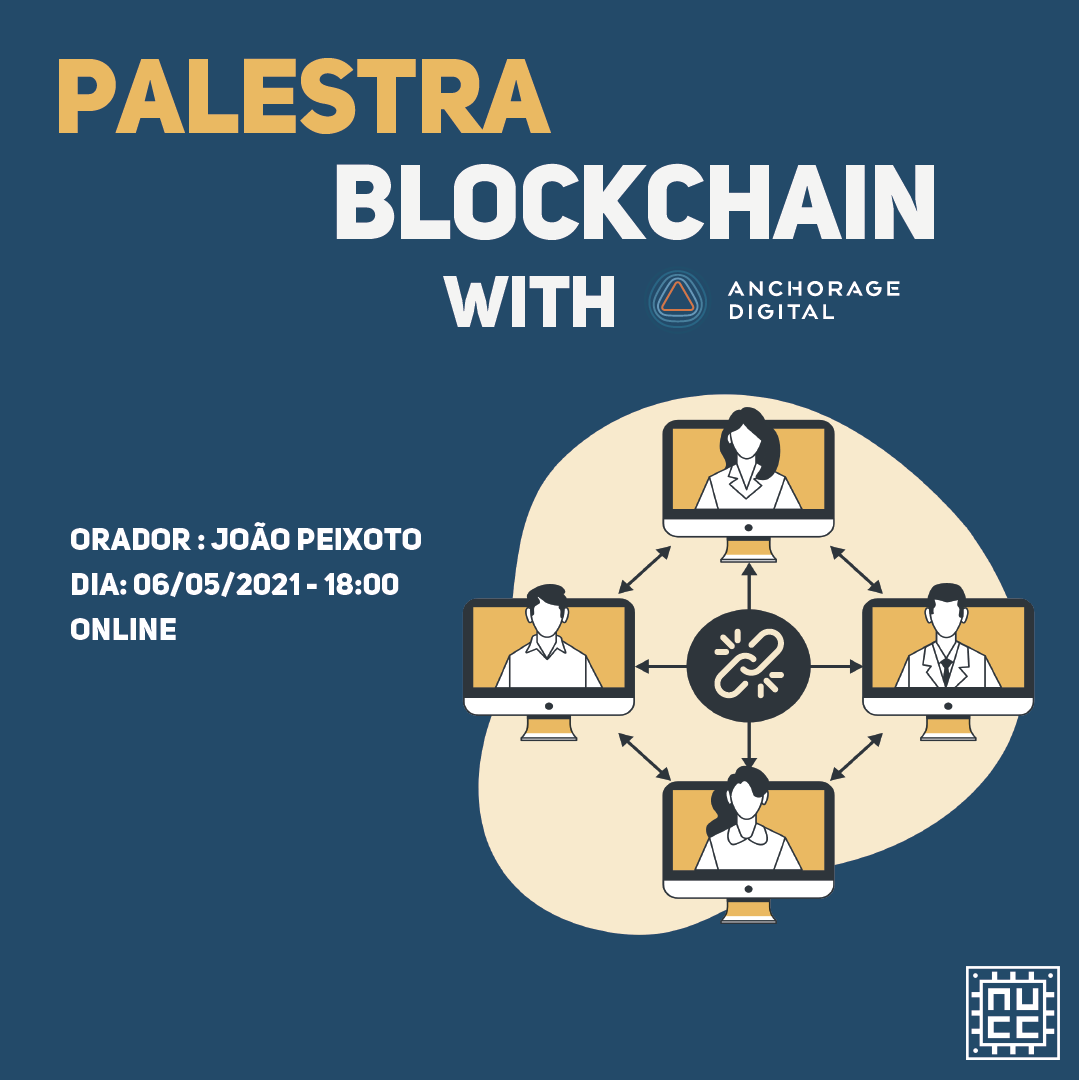 PALESTRA
BLOCKCHAIN
WITH
ANCHORAGE
DIGITAL
ORADOR : JOÃO PEIXOTO
DIA: 06/05/2021 - 18:00
ONLINE
NU
CC